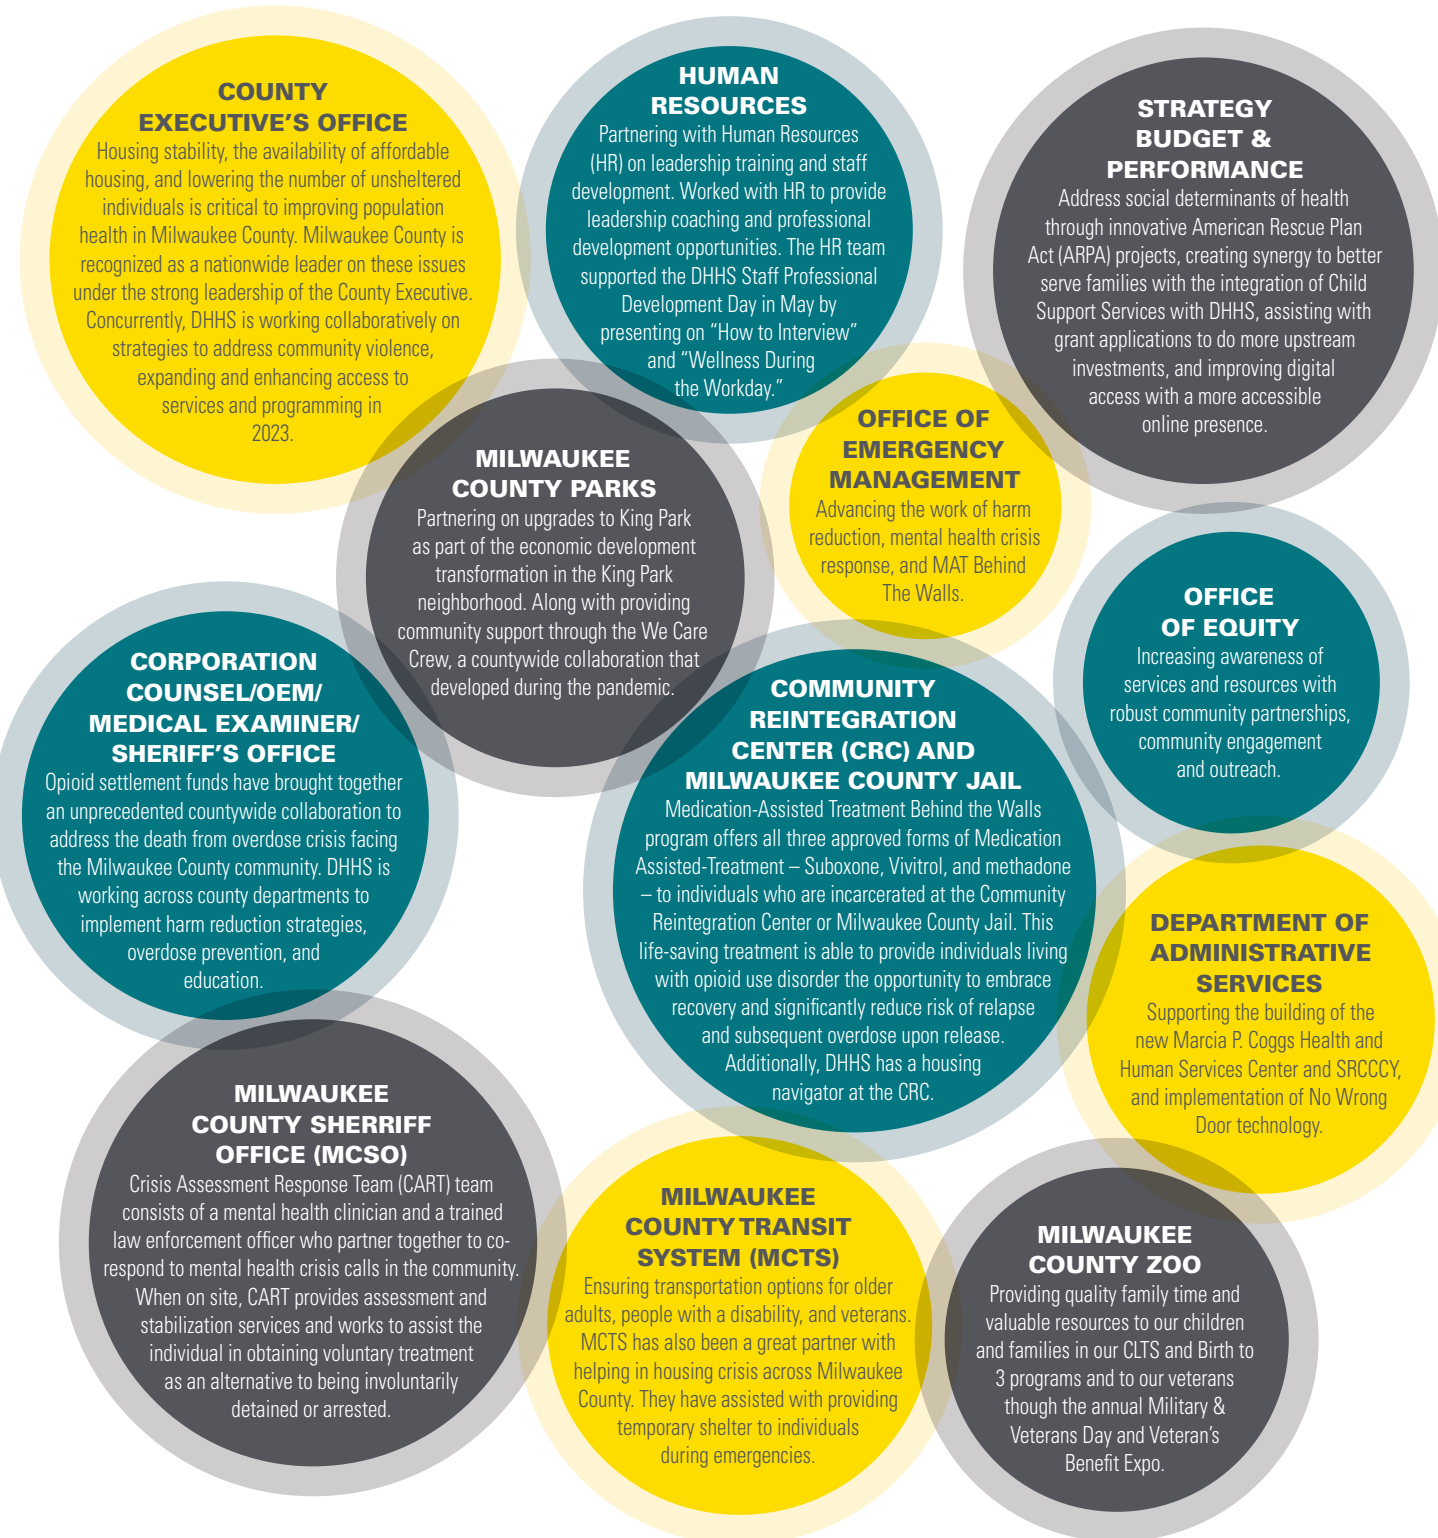 COUNTY
EXECUTIVE'S OFFICE
Housing stability, the availability of affordable
housing, and lowering the number of unsheltered
individuals is critical to improving population
health in Milwaukee County. Milwaukee County is
recognized as a nationwide leader on these issues
under the strong leadership of the County Executive.
Concurrently, DHHS is working collaboratively on
strategies to address community violence,
expanding and enhancing access to
services and programming in
2023.
HUMAN
RESOURCES
Partnering with Human Resources
(HR) on leadership training and staff
development. Worked with HR to provide
leadership coaching and professional
development opportunities. The HR team
supported the DHHS Staff Professional
Development Day in May by
presenting on “How to Interview”
and “Wellness During
the Workday.”
STRATEGY
BUDGET &
PERFORMANCE
Address social determinants of health
through innovative American Rescue Plan
Act (ARPA) projects, creating synergy to better
serve families with the integration of Child
Support Services with DHHS, assisting with
grant applications to do more upstream
investments, and improving digital
access with a more accessible
online presence.
MILWAUKEE
COUNTY PARKS
Partnering on upgrades to King Park
as part of the economic development
transformation in the King Park
neighborhood. Along with providing
community support through the We Care
Crew, a countywide collaboration that
developed during the pandemic.
OFFICE OF
EMERGENCY
MANAGEMENT
Advancing the work of harm
reduction, mental health crisis
response, and MAT Behind
The Walls.
OFFICE
OF EQUITY
Increasing awareness of
services and resources with
robust community partnerships,
community engagement
and outreach.
CORPORATION
COUNSEL/OEM/
MEDICAL EXAMINER/
SHERIFF'S OFFICE
Opioid settlement funds have brought together
an unprecedented countywide collaboration to
address the death from overdose crisis facing
the Milwaukee County community. DHHS is
working across county departments to
implement harm reduction strategies,
overdose prevention, and
education.
COMMUNITY
REINTEGRATION
CENTER (CRC) AND
MILWAUKEE COUNTY JAIL
Medication-Assisted Treatment Behind the Walls
program offers all three approved forms of Medication
Assisted-Treatment – Suboxone, Vivitrol, and methadone
– to individuals who are incarcerated at the Community
Reintegration Center or Milwaukee County Jail. This
life-saving treatment is able to provide individuals living
with opioid use disorder the opportunity to embrace
recovery and significantly reduce risk of relapse
and subsequent overdose upon release.
Additionally, DHHS has a housing
navigator at the CRC.
DEPARTMENT OF
ADMINISTRATIVE
SERVICES
Supporting the building of the
new Marcia P. Coggs Health and
Human Services Center and SRCCCY,
and implementation of No Wrong
Door technology.
MILWAUKEE
COUNTY SHERRIFF
OFFICE (MCSO)
Crisis Assessment Response Team (CART) team
consists of a mental health clinician and a trained
law enforcement officer who partner together to co-
respond to mental health crisis calls in the community.
When on site, CART provides assessment and
stabilization services and works to assist the
individual in obtaining voluntary treatment
as an alternative to being involuntarily
detained or arrested.
MILWAUKEE
COUNTY TRANSIT
SYSTEM (MCTS)
Ensuring transportation options for older
adults, people with a disability, and veterans.
MCTS has also been a great partner with
helping in housing crisis across Milwaukee
County. They have assisted with providing
temporary shelter to individuals
during emergencies.
MILWAUKEE
COUNTY ZOO
Providing quality family time and
valuable resources to our children
and families in our CLTS and Birth to
3 programs and to our veterans
though the annual Military &
Veterans Day and Veteran's
Benefit Expo.